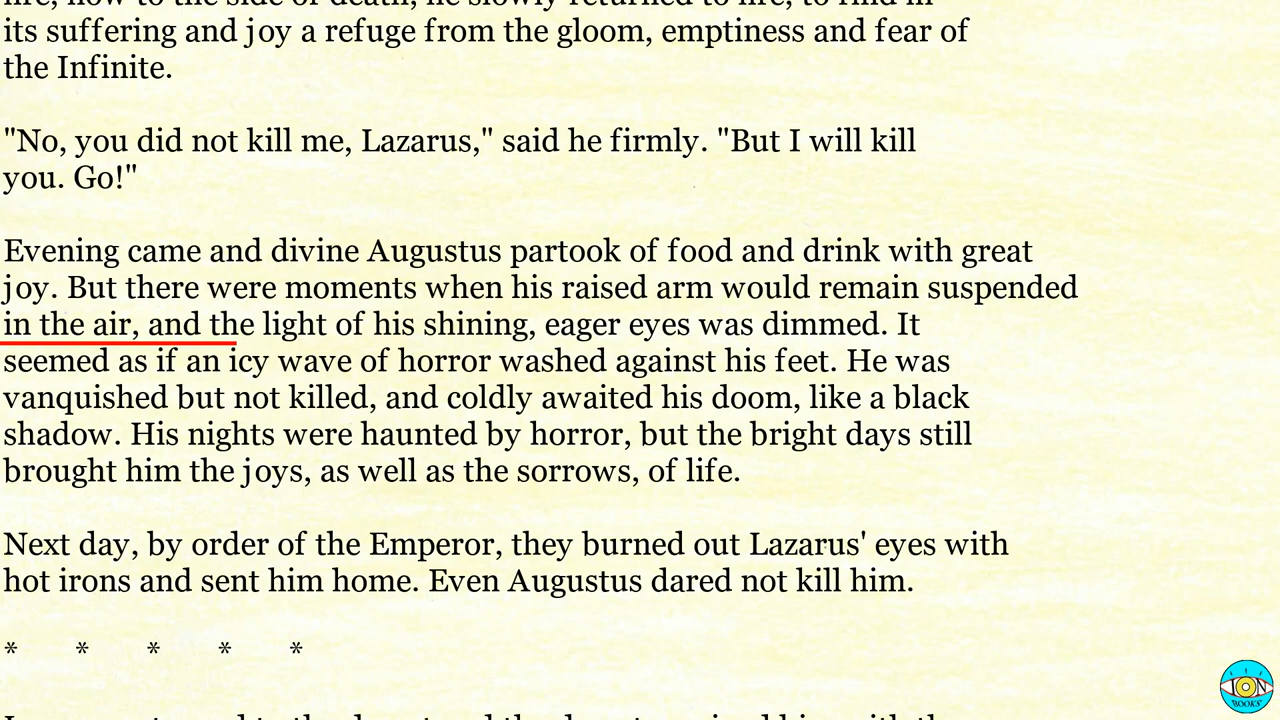 its suffering and joy a refuge from the gloom, emptiness and fear of
the Infinite.
"No, you did not kill me, Lazarus," said he firmly. "But I will kill
you. Go!"
Evening came and divine Augustus partook of food and drink with great
joy. But there were moments when his raised arm would remain suspended
in the air, and the light of his shining, eager eyes was dimmed. It
seemed as if an icy wave of horror washed against his feet. He was
vanquished but not killed, and coldly awaited his doom, like a black
shadow. His nights were haunted by horror, but the bright days still
brought him the joys, as well as the sorrows, of life.
Next day, by order of the Emperor, they burned out Lazarus' eyes with
hot irons and sent him home. Even Augustus dared not kill him.
* * * * *
ION
BOOKS